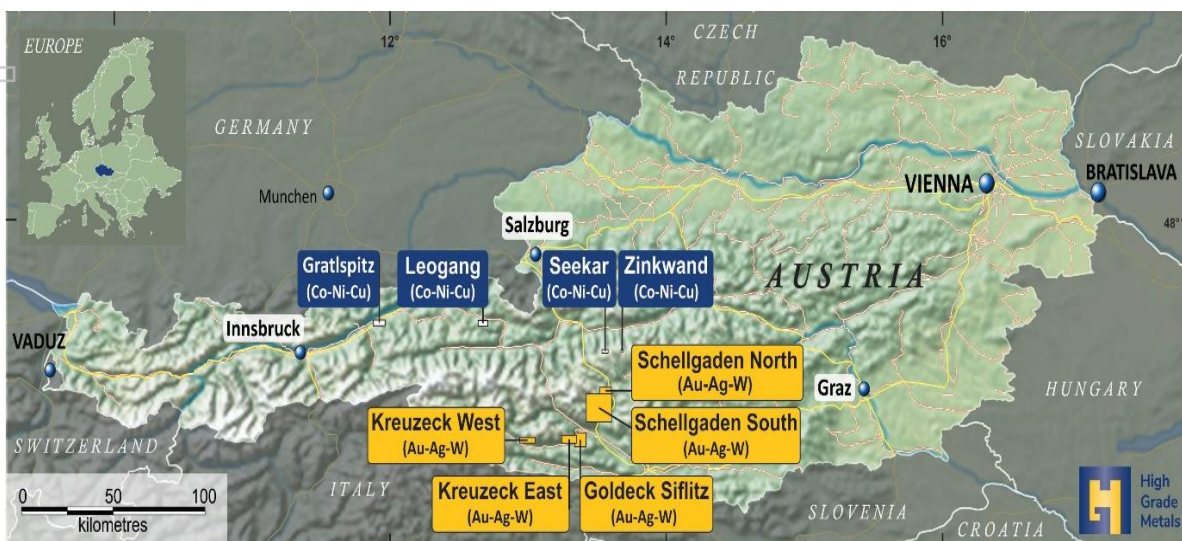 EUROPE
12°
14°
16°
CZECH
REPUBLIC
GERMANY
SLOVAKIA
BRATISLAVA
VIENNA
Munchen
48°
Salzburg
Gratlspitz
(Co-Ni-Cu)
Leogang
(Co-Ni-Cu)
Seekar
(Co-Ni-Cu)
Zinkwand
(Co-Ni-Cu)
AUSTRIA
VADUZ
Innsbruck
Schellgaden North
(Au-Ag-W)
Graz
HUNGARY
Kreuzeck West
(Au-Ag-W)
Schellgaden South
(Au-Ag-W)
SWITZERLAND
ITALY
Kreuzeck East
(Au-Ag-W)
Goldeck Siflitz
(Au-Ag-W)
0 50 100
kilometres
SLOVENIA
CROATIA
High
Grade
Metals